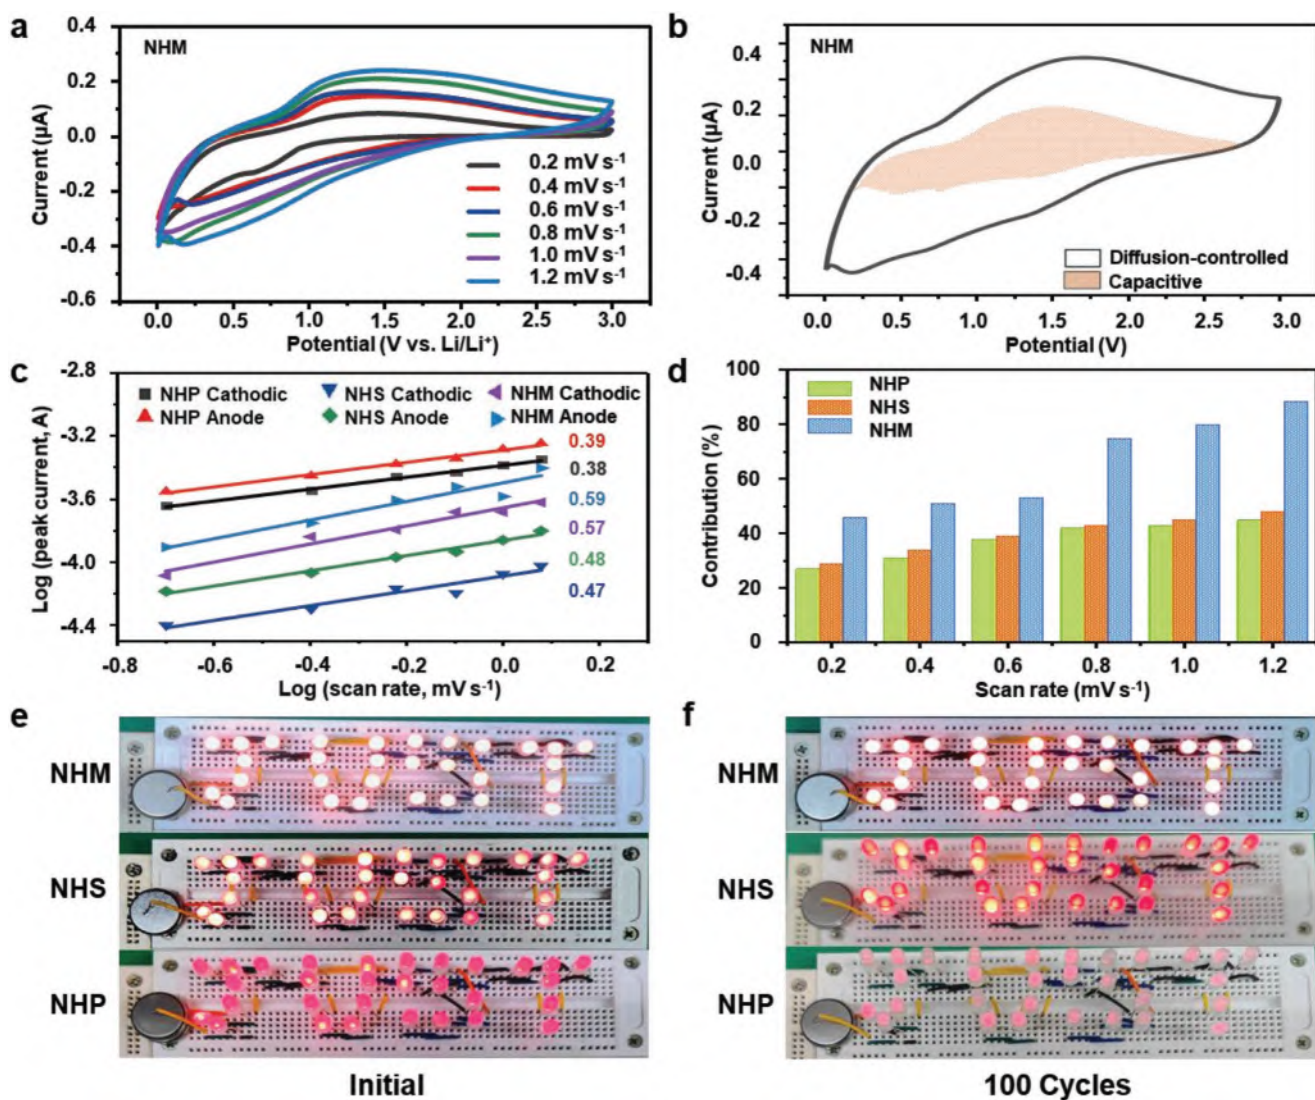 a
NHM
0.4
0.2
0.0
-0.2
-0.4
-0.6
Current (μA)
0.2 mV s⁻¹
0.4 mV s⁻¹
0.6 mV s⁻¹
0.8 mV s⁻¹
1.0 mV s⁻¹
1.2 mV s⁻¹
0.0 0.5 1.0 1.5 2.0 2.5 3.0
Potential (V vs. Li/Li⁺)
b
NHM
0.4
0.2
0.0
-0.2
-0.4
Current (μA)
Diffusion-controlled
Capacitive
0.0 0.5 1.0 1.5 2.0 2.5 3.0
Potential (V)
c
-2.8
-3.2
-3.6
-4.0
-4.4
Log (peak current, A)
NHP Cathodic NHS Cathodic NHM Cathodic
NHP Anode NHS Anode NHM Anode
0.39
0.38
0.59
0.57
0.48
0.47
-0.8 -0.6 -0.4 -0.2 0.0 0.2
Log (scan rate, mV s⁻¹)
d
100
80
60
40
20
0
Contribution (%)
NHP
NHS
NHM
0.2 0.4 0.6 0.8 1.0 1.2
Scan rate (mV s⁻¹)
e
NHM
NHS
NHP
Initial
f
NHM
NHS
NHP
100 Cycles